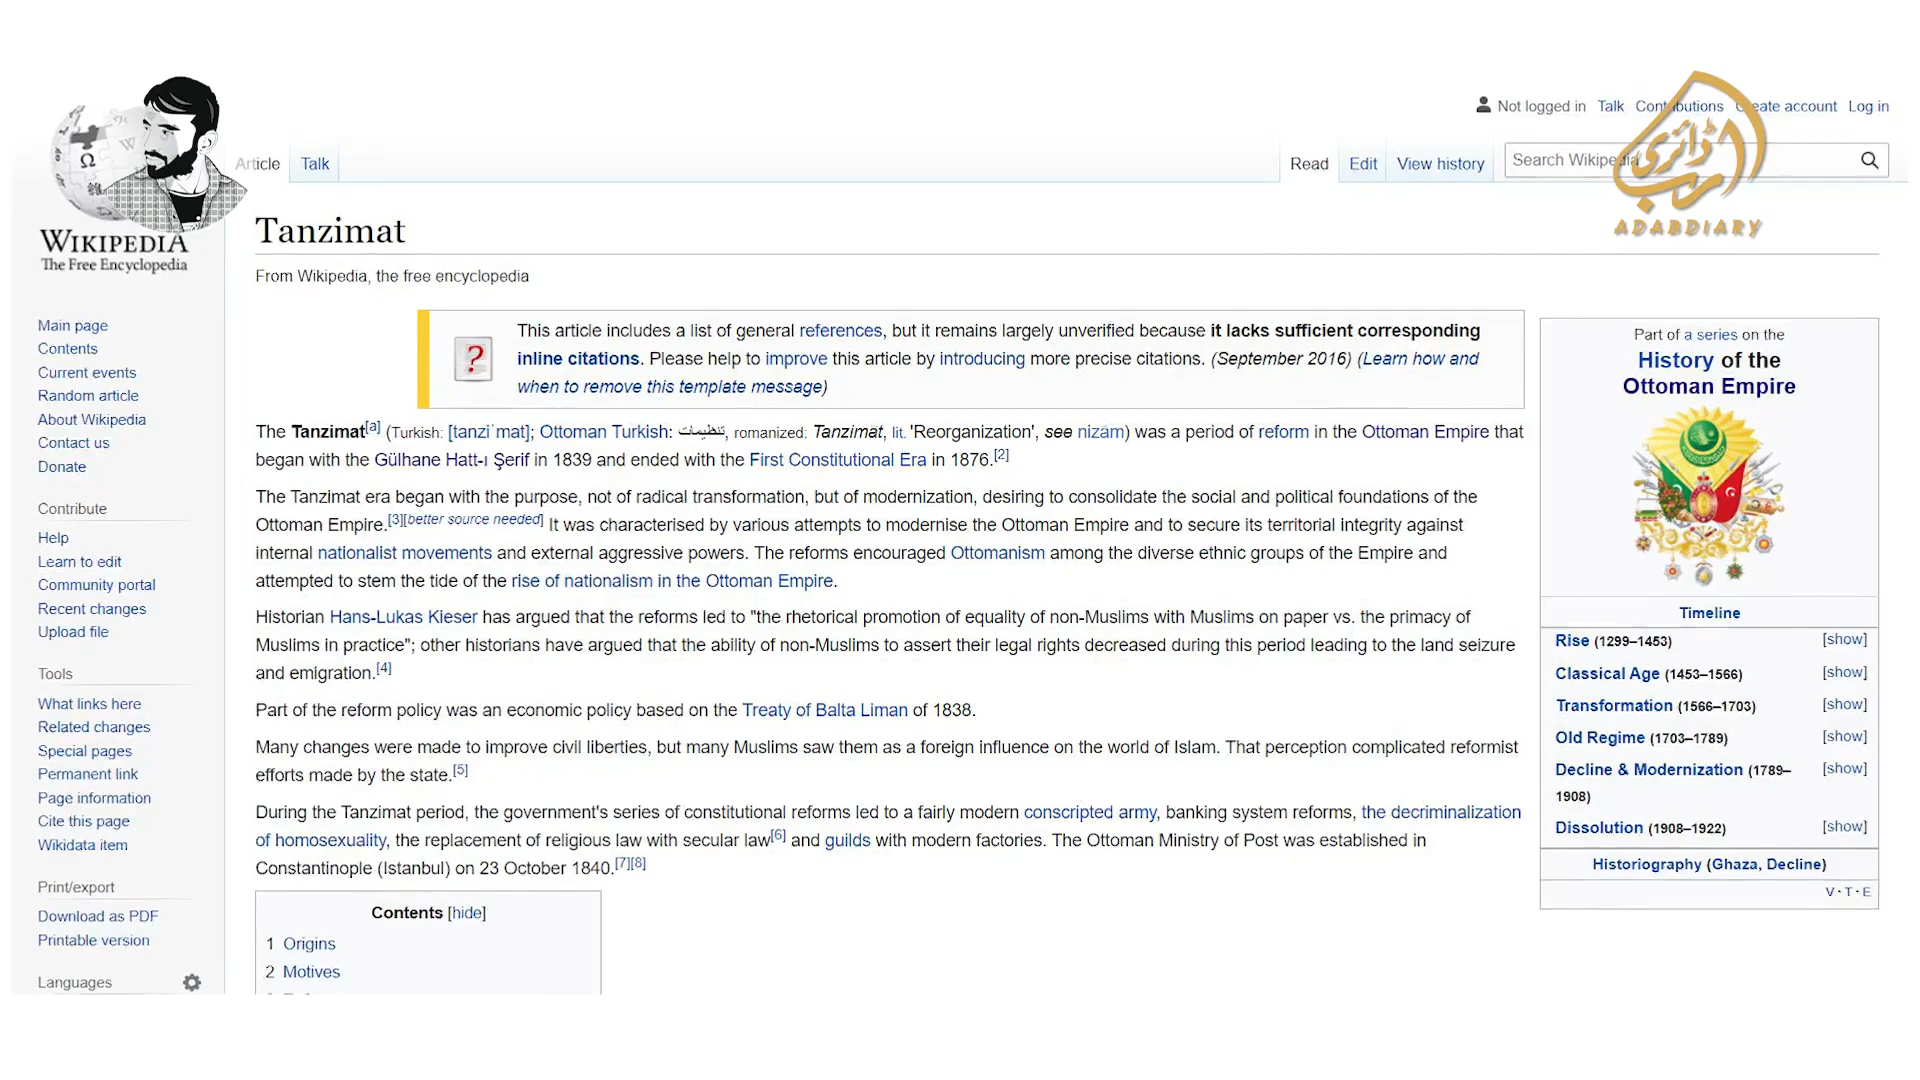 Not logged in Talk Contributions Create account Log in
Article Talk Read Edit View history Search Wikipedia
ادب ڈائری
ADABDIARY
WIKIPEDIA
The Free Encyclopedia
Main page
Contents
Current events
Random article
About Wikipedia
Contact us
Donate
Contribute
Help
Learn to edit
Community portal
Recent changes
Upload file
Tools
What links here
Related changes
Special pages
Permanent link
Page information
Cite this page
Wikidata item
Print/export
Download as PDF
Printable version
Languages
Tanzimat
From Wikipedia, the free encyclopedia
This article includes a list of general references, but it remains largely unverified because it lacks sufficient corresponding
inline citations. Please help to improve this article by introducing more precise citations. (September 2016) (Learn how and
when to remove this template message)
The Tanzimat[a] (Turkish: [tanziˈmat]; Ottoman Turkish: تنظيمات, romanized: Tanzimāt, lit. 'Reorganization', see nizām) was a period of reform in the Ottoman Empire that
began with the Gülhane Hatt-ı Şerif in 1839 and ended with the First Constitutional Era in 1876.[2]
The Tanzimat era began with the purpose, not of radical transformation, but of modernization, desiring to consolidate the social and political foundations of the
Ottoman Empire.[3][better source needed] It was characterised by various attempts to modernise the Ottoman Empire and to secure its territorial integrity against
internal nationalist movements and external aggressive powers. The reforms encouraged Ottomanism among the diverse ethnic groups of the Empire and
attempted to stem the tide of the rise of nationalism in the Ottoman Empire.
Historian Hans-Lukas Kieser has argued that the reforms led to "the rhetorical promotion of equality of non-Muslims with Muslims on paper vs. the primacy of
Muslims in practice"; other historians have argued that the ability of non-Muslims to assert their legal rights decreased during this period leading to the land seizure
and emigration.[4]
Part of the reform policy was an economic policy based on the Treaty of Balta Liman of 1838.
Many changes were made to improve civil liberties, but many Muslims saw them as a foreign influence on the world of Islam. That perception complicated reformist
efforts made by the state.[5]
During the Tanzimat period, the government's series of constitutional reforms led to a fairly modern conscripted army, banking system reforms, the decriminalization
of homosexuality, the replacement of religious law with secular law[6] and guilds with modern factories. The Ottoman Ministry of Post was established in
Constantinople (Istanbul) on 23 October 1840.[7][8]
Contents [hide]
1 Origins
2 Motives
Part of a series on the
History of the
Ottoman Empire
Timeline
Rise (1299–1453) [show]
Classical Age (1453–1566) [show]
Transformation (1566–1703) [show]
Old Regime (1703–1789) [show]
Decline & Modernization (1789– [show]
1908)
Dissolution (1908–1922) [show]
Historiography (Ghaza, Decline)
V · T · E